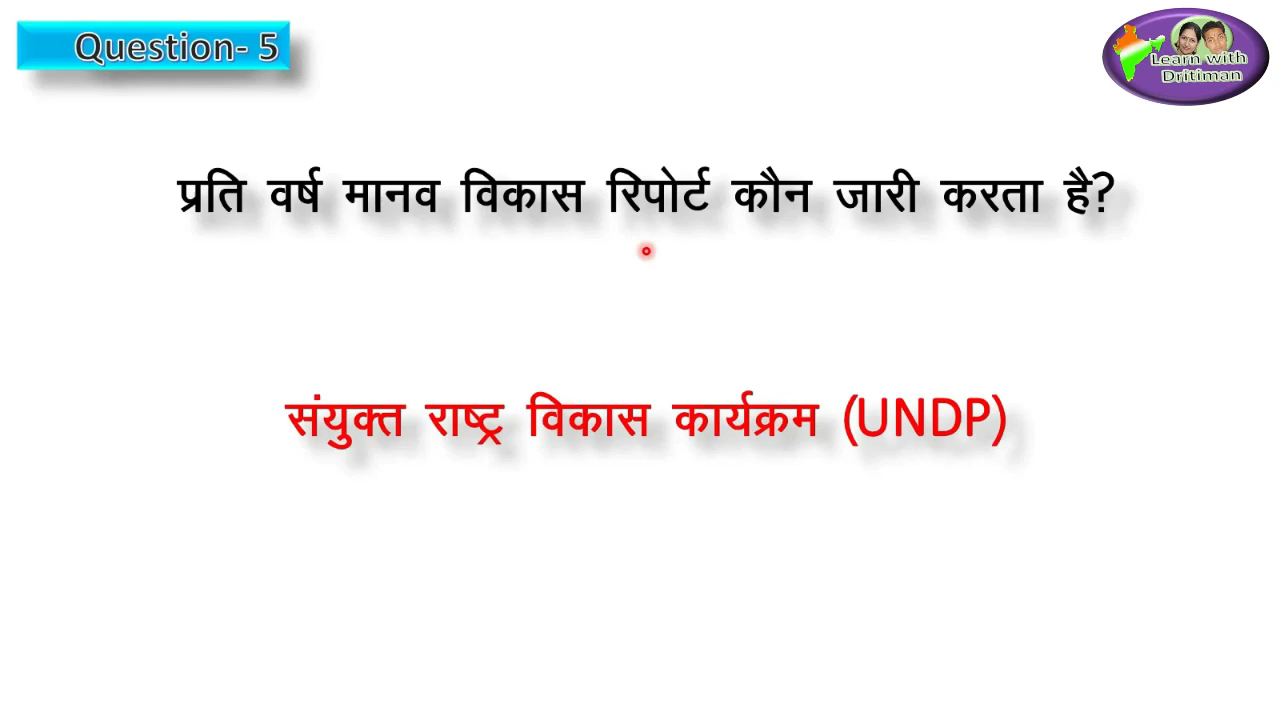 Question- 5
Learn with
Dritiman
प्रति वर्ष मानव विकास रिपोर्ट कौन जारी करता है?
संयुक्त राष्ट्र विकास कार्यक्रम (UNDP)